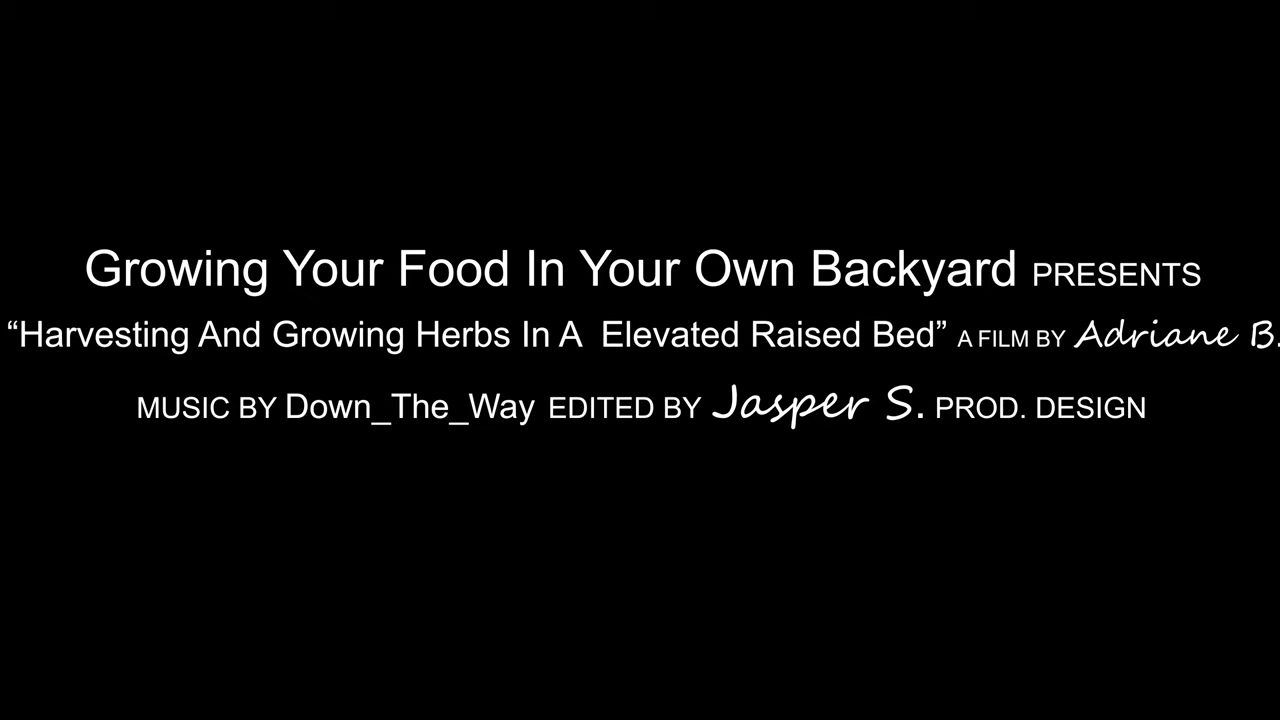 Growing Your Food In Your Own Backyard PRESENTS
“Harvesting And Growing Herbs In A  Elevated Raised Bed” A FILM BY Adriane B.
MUSIC BY Down_The_Way EDITED BY Jasper S. PROD. DESIGN